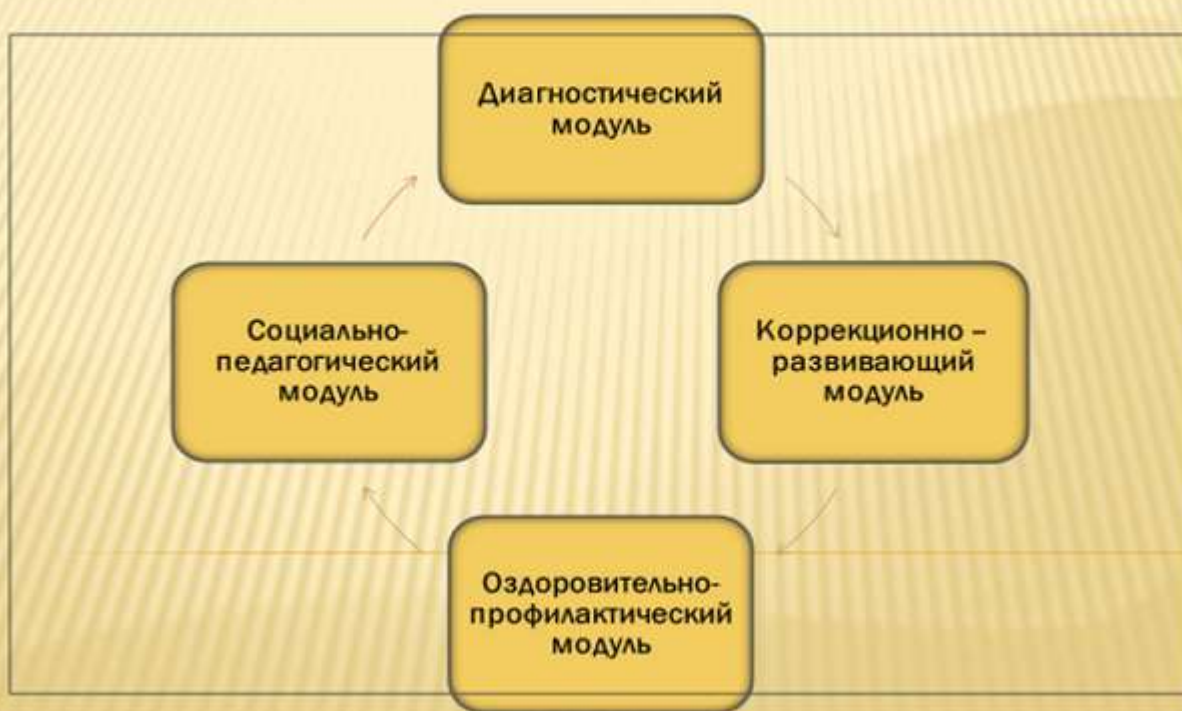 Диагностический
модуль
Социально-
педагогический
модуль
Коррекционно –
развивающий
модуль
Оздоровительно-
профилактический
модуль